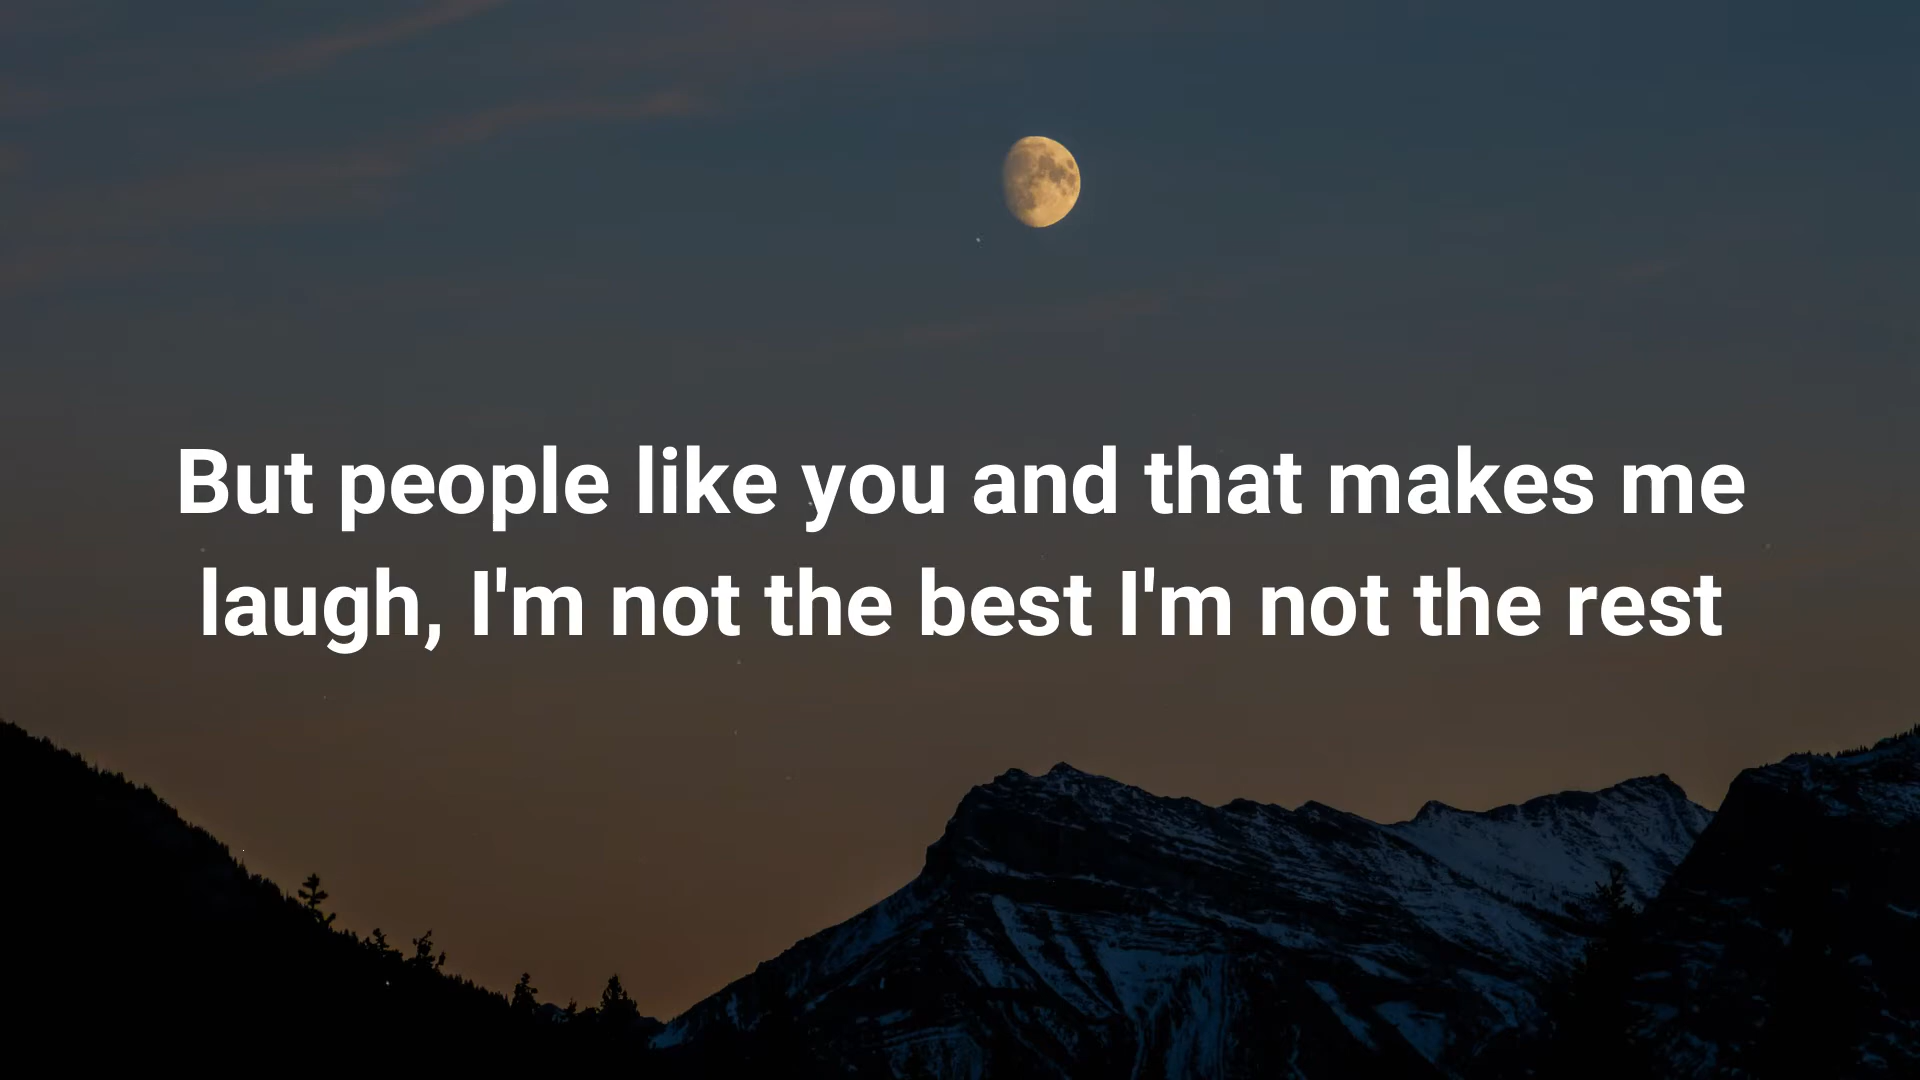 But people like you and that makes me
laugh, I'm not the best I'm not the rest